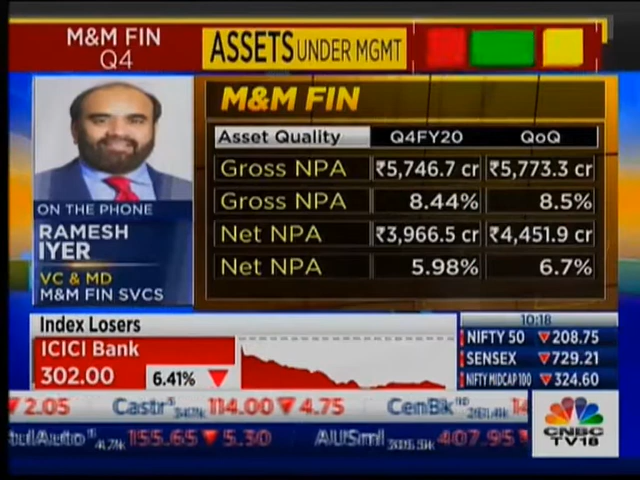 M&M FIN
Q4
ASSETS UNDER MGMT
M&M FIN
Asset Quality Q4FY20 QoQ
Gross NPA ₹5,746.7 cr ₹5,773.3 cr
Gross NPA 8.44% 8.5%
Net NPA ₹3,966.5 cr ₹4,451.9 cr
Net NPA 5.98% 6.7%
ON THE PHONE
RAMESH
IYER
VC & MD
M&M FIN SVCS
Index Losers
ICICI Bank
302.00 6.41%
10:18
NIFTY 50 208.75
SENSEX 729.21
NIFTY MIDCAP 100 324.60
2.05 Castr 114.00 4.75 CenBk
155.65 5.30 AUSml 407.95
CNBC
TV18